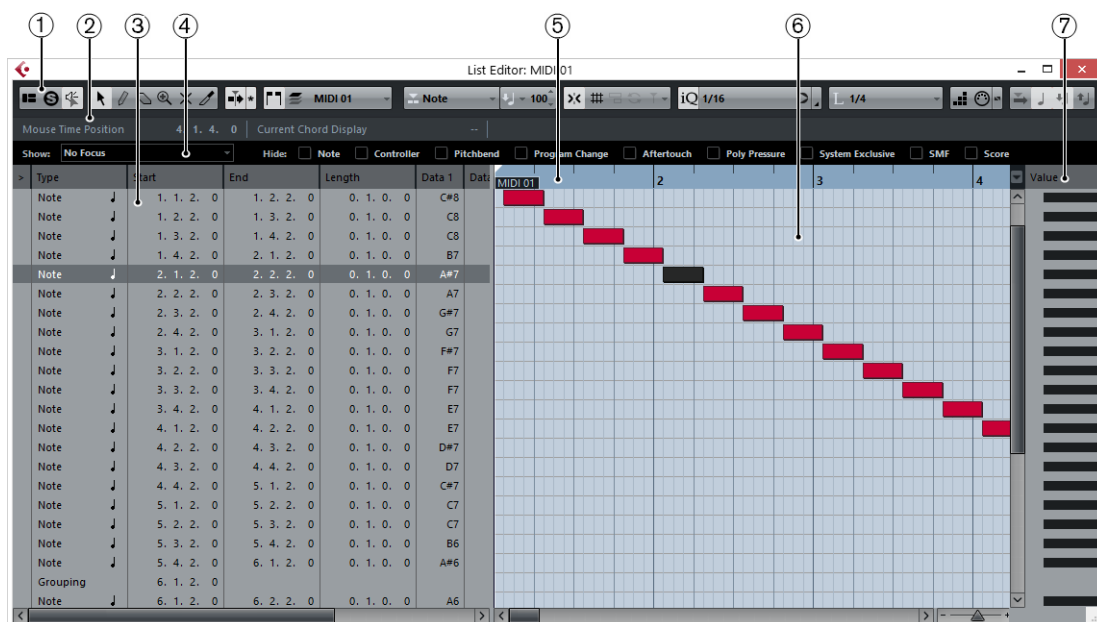 ① ② ③ ④ ⑤ ⑥ ⑦
List Editor: MIDI 01
MIDI 01 Note 100 iQ 1/16 L 1/4
Mouse Time Position 4. 1. 4. 0 Current Chord Display --
Show: No Focus Hide: Note Controller Pitchbend Program Change Aftertouch Poly Pressure System Exclusive SMF Score
> Type Start End Length Data 1 Data MIDI 01 2 3 4 Value
Note 1. 1. 2. 0 1. 2. 2. 0 0. 1. 0. 0 C#8
Note 1. 2. 2. 0 1. 3. 2. 0 0. 1. 0. 0 C8
Note 1. 3. 2. 0 1. 4. 2. 0 0. 1. 0. 0 C8
Note 1. 4. 2. 0 2. 1. 2. 0 0. 1. 0. 0 B7
Note 2. 1. 2. 0 2. 2. 2. 0 0. 1. 0. 0 A#7
Note 2. 2. 2. 0 2. 3. 2. 0 0. 1. 0. 0 A7
Note 2. 3. 2. 0 2. 4. 2. 0 0. 1. 0. 0 G#7
Note 2. 4. 2. 0 3. 1. 2. 0 0. 1. 0. 0 G7
Note 3. 1. 2. 0 3. 2. 2. 0 0. 1. 0. 0 F#7
Note 3. 2. 2. 0 3. 3. 2. 0 0. 1. 0. 0 F7
Note 3. 3. 2. 0 3. 4. 2. 0 0. 1. 0. 0 F7
Note 3. 4. 2. 0 4. 1. 2. 0 0. 1. 0. 0 E7
Note 4. 1. 2. 0 4. 2. 2. 0 0. 1. 0. 0 E7
Note 4. 2. 2. 0 4. 3. 2. 0 0. 1. 0. 0 D#7
Note 4. 3. 2. 0 4. 4. 2. 0 0. 1. 0. 0 D7
Note 4. 4. 2. 0 5. 1. 2. 0 0. 1. 0. 0 C#7
Note 5. 1. 2. 0 5. 2. 2. 0 0. 1. 0. 0 C7
Note 5. 2. 2. 0 5. 3. 2. 0 0. 1. 0. 0 C7
Note 5. 3. 2. 0 5. 4. 2. 0 0. 1. 0. 0 B6
Note 5. 4. 2. 0 6. 1. 2. 0 0. 1. 0. 0 A#6
Grouping 6. 1. 2. 0
Note 6. 1. 2. 0 6. 2. 2. 0 0. 1. 0. 0 A6